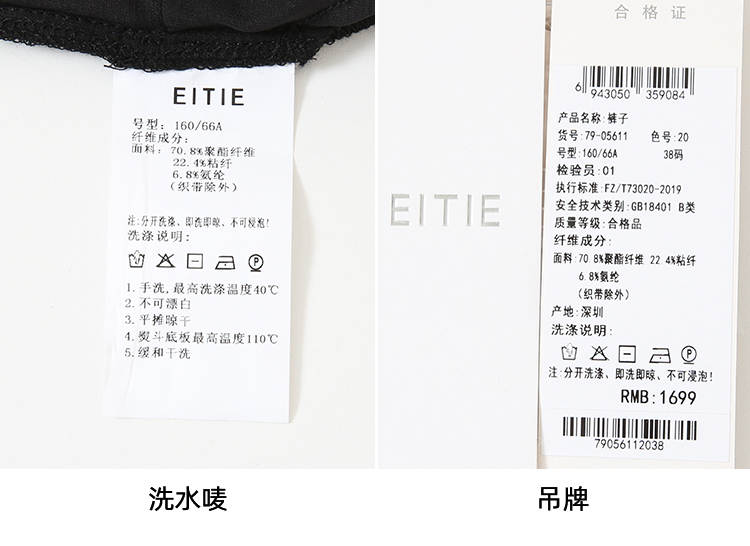 EITIE
号型: 160/66A
纤维成分:
面料: 70.8%聚酯纤维
22.4%粘纤
6.8%氨纶
(织带除外)
注:分开洗涤、即洗即晾、不可浸泡!
洗涤说明:
1. 手洗,最高洗涤温度40℃
2. 不可漂白
3. 平摊晾干
4. 熨斗底板最高温度110℃
5. 缓和干洗
洗水唛
EITIE
合格证
6 943050 359084
产品名称: 裤子
货号: 79-05611 色号: 20
号型: 160/66A 38码
检验员: 01
执行标准: FZ/T73020-2019
安全技术类别: GB18401 B类
质量等级: 合格品
纤维成分:
面料: 70.8%聚酯纤维 22.4%粘纤
6.8%氨纶
(织带除外)
产地: 深圳
洗涤说明:
注:分开洗涤、即洗即晾、不可浸泡!
RMB: 1699
79056112038
吊牌